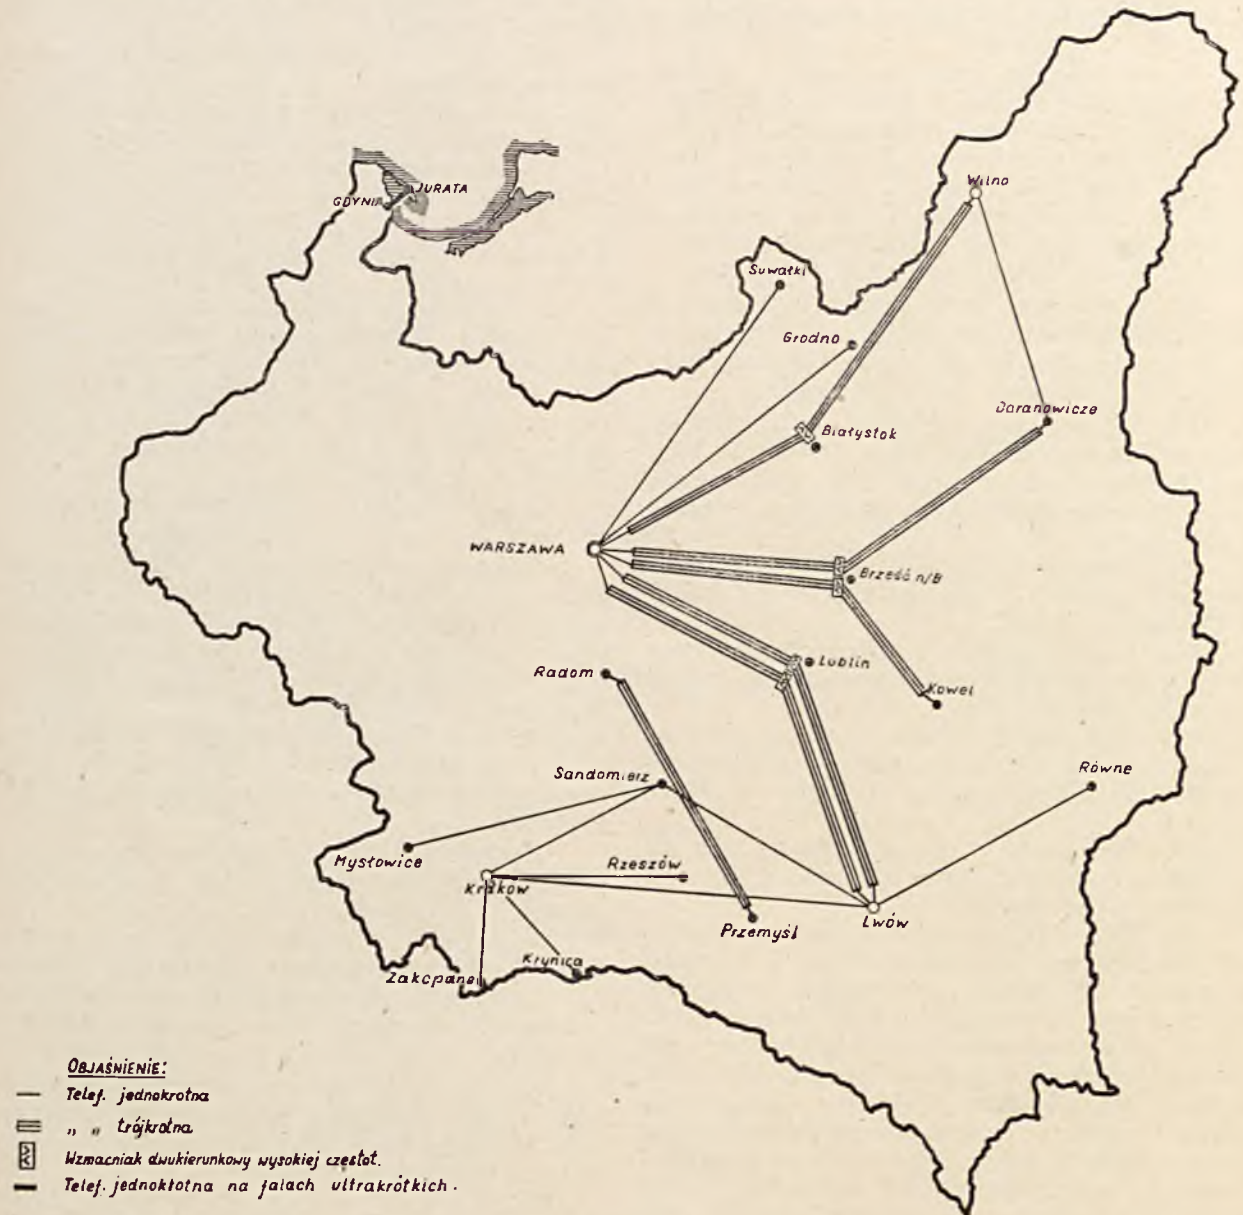 Wilno
JURATA
GDYNIA
Suwałki
Grodno
Baranowicze
Białystok
WARSZAWA
Brześć n/B
Lublin
Radom
Kowel
Sandomierz
Równe
Mysłowice
Rzeszów
Kraków
Przemyśl
Lwów
Krynica
Zakopane
OBJAŚNIENIE:
Telef. jednokrotna
„ „ trójkrotna
Wzmacniak dwukierunkowy wysokiej częstot.
Telef. jednokrotna na falach ultrakrótkich.